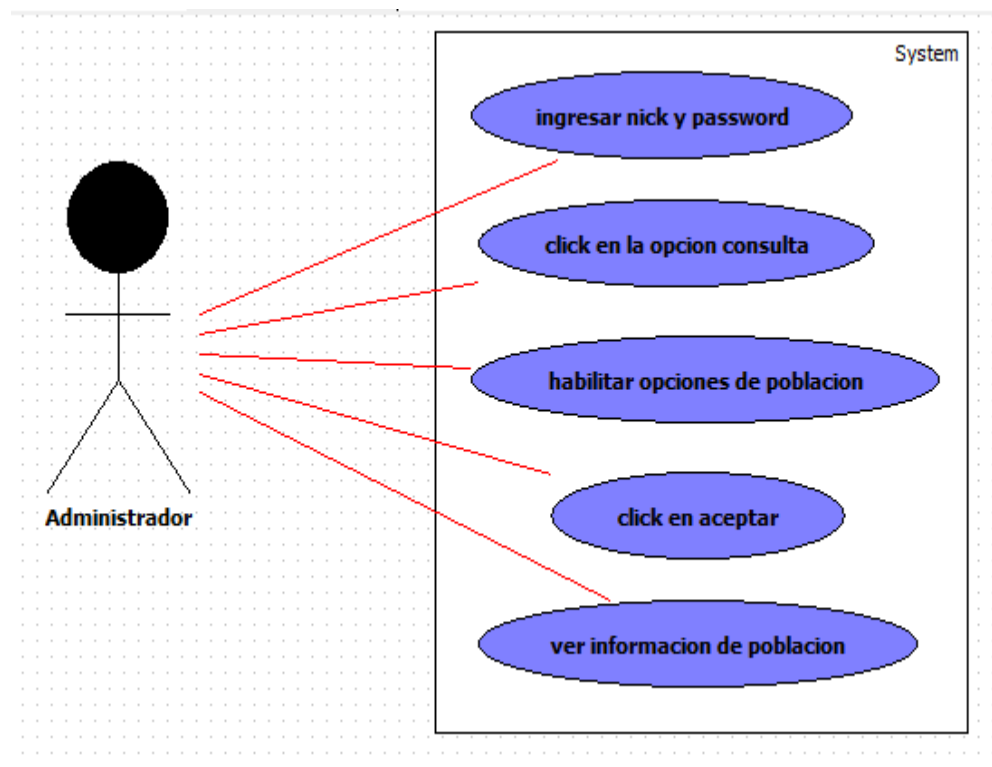 System
ingresar nick y password
click en la opcion consulta
habilitar opciones de poblacion
click en aceptar
ver informacion de poblacion
Administrador